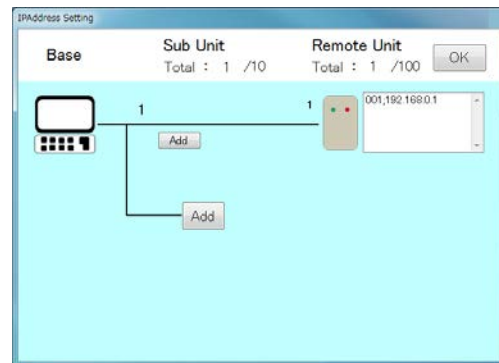 IPAddress Setting
Base
Sub Unit
Total : 1 /10
Remote Unit
Total : 1 /100
OK
1
1
001,192.168.0.1
Add
Add